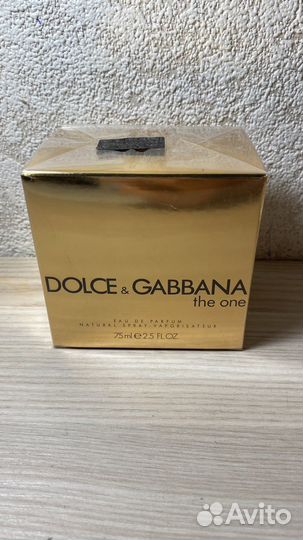 DOLCE & GABBANA
the one
EAU DE PARFUM
NATURAL SPRAY-VAPORISATEUR
75ml ℮ 2.5 FL.OZ.
Avito